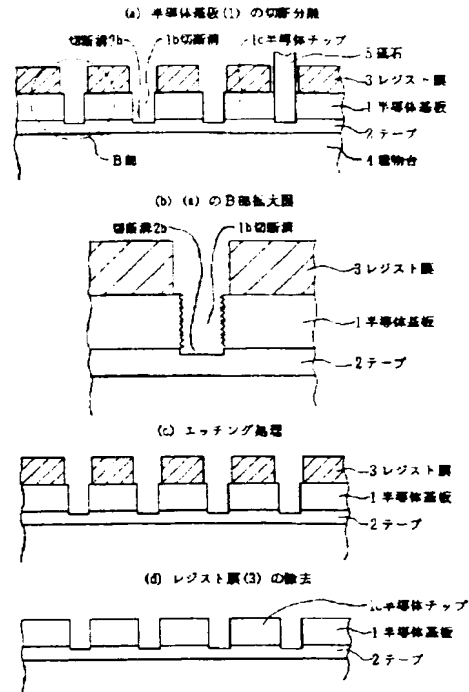 (a) 半導体基板(1)の切断分離
切断溝2b
1b切断溝
1c半導体チップ
5砥石
3レジスト膜
1半導体基板
2テープ
4載物台
B部
(b) (a)のB部拡大図
切断溝2b
1b切断溝
3レジスト膜
1半導体基板
2テープ
(c) エッチング処理
3レジスト膜
1半導体基板
2テープ
(d) レジスト膜(3)の除去
1c半導体チップ
1半導体基板
2テープ